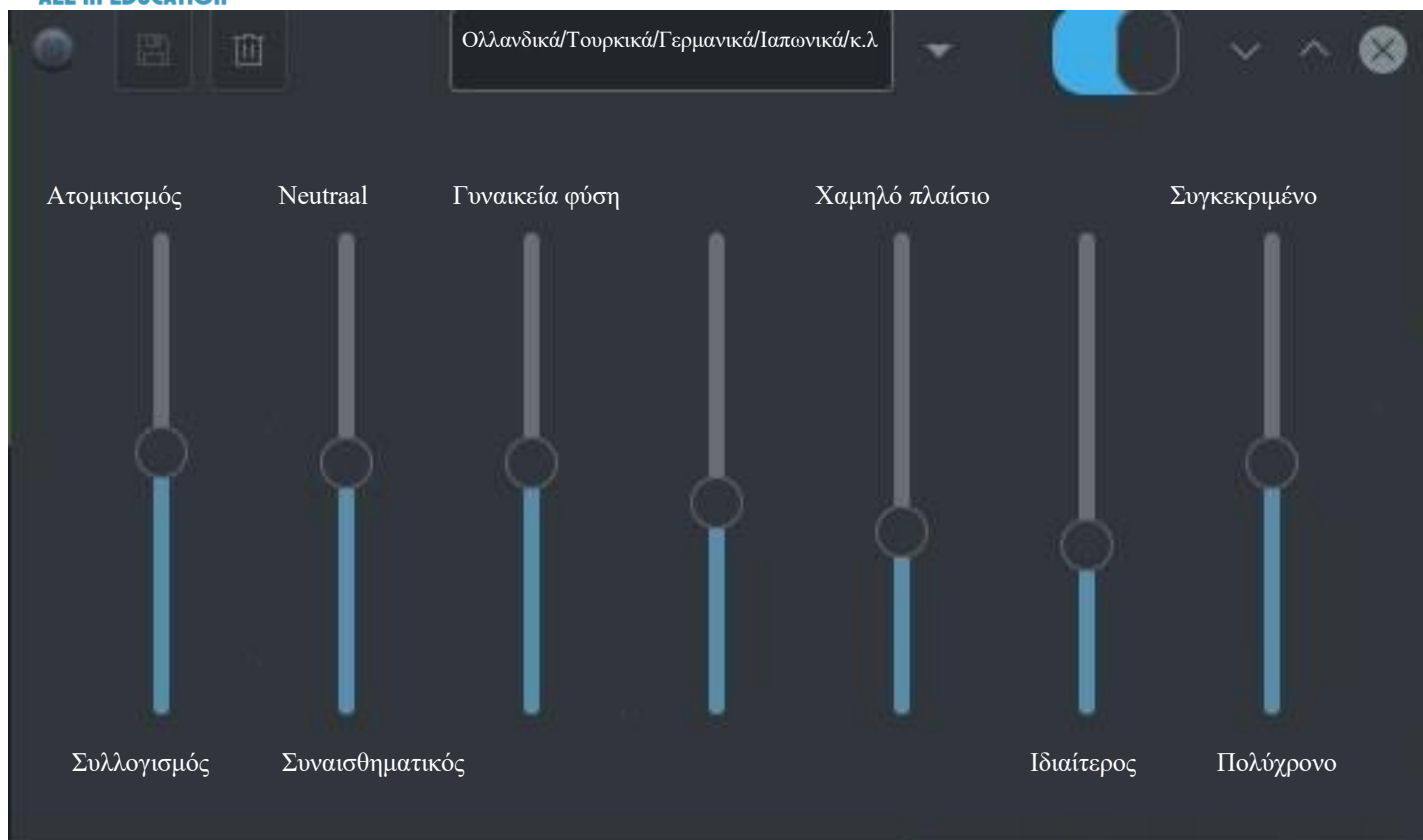 ALL IN EDUCATION
Ολλανδικά/Τουρκικά/Γερμανικά/Ιαπωνικά/κ.λ
Ατομικισμός
Neutraal
Γυναικεία φύση
Χαμηλό πλαίσιο
Συγκεκριμένο
Συλλογισμός
Συναισθηματικός
Ιδιαίτερος
Πολύχρονο